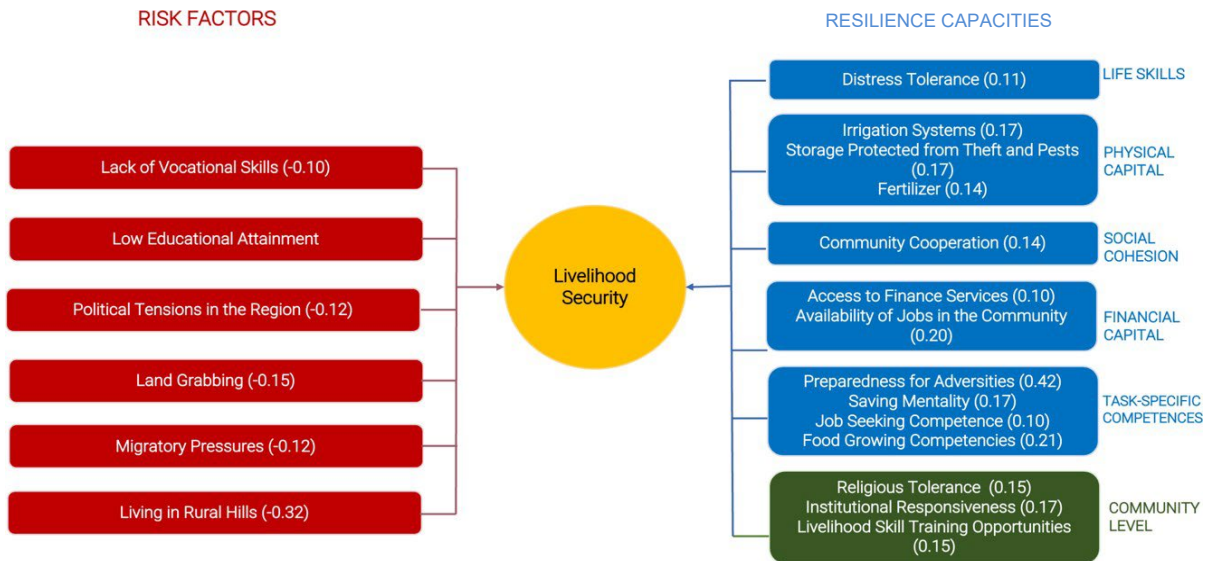 RISK FACTORS
Lack of Vocational Skills (-0.10)
Low Educational Attainment
Political Tensions in the Region (-0.12)
Land Grabbing (-0.15)
Migratory Pressures (-0.12)
Living in Rural Hills (-0.32)
Livelihood
Security
RESILIENCE CAPACITIES
Distress Tolerance (0.11)
LIFE SKILLS
Irrigation Systems (0.17)
Storage Protected from Theft and Pests
(0.17)
Fertilizer (0.14)
PHYSICAL
CAPITAL
Community Cooperation (0.14)
SOCIAL
COHESION
Access to Finance Services (0.10)
Availability of Jobs in the Community
(0.20)
FINANCIAL
CAPITAL
Preparedness for Adversities (0.42)
Saving Mentality (0.17)
Job Seeking Competence (0.10)
Food Growing Competencies (0.21)
TASK-SPECIFIC
COMPETENCES
Religious Tolerance (0.15)
Institutional Responsiveness (0.17)
Livelihood Skill Training Opportunities
(0.15)
COMMUNITY
LEVEL